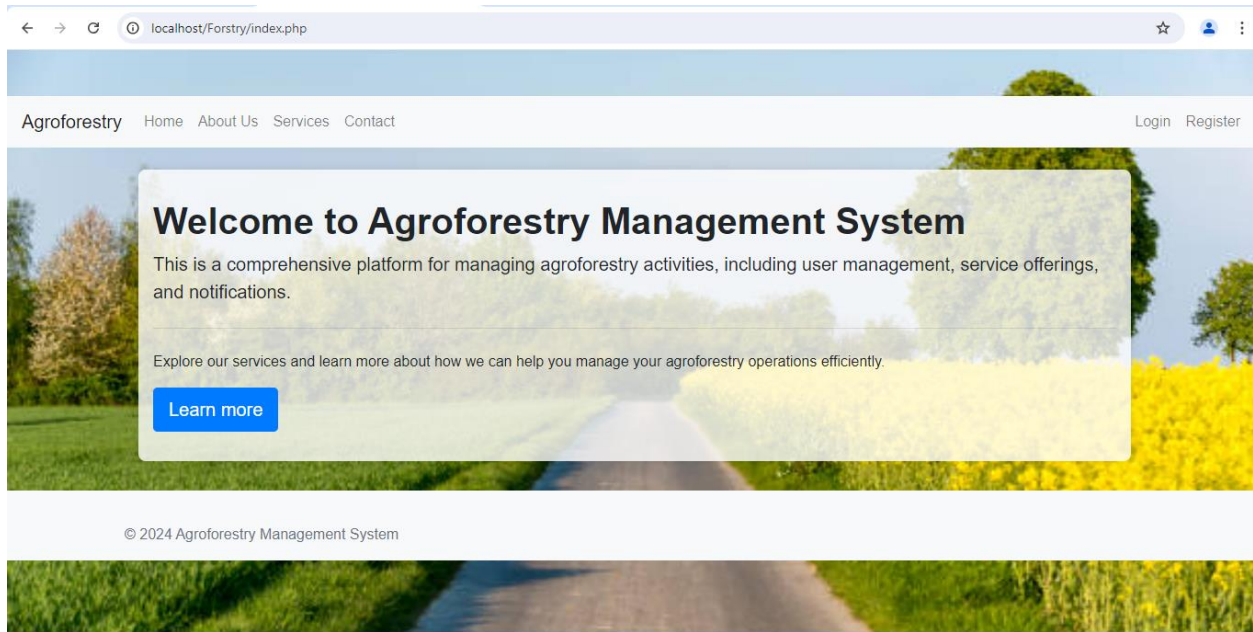 localhost/Forstry/index.php
Agroforestry Home About Us Services Contact Login Register
Welcome to Agroforestry Management System
This is a comprehensive platform for managing agroforestry activities, including user management, service offerings,
and notifications.
Explore our services and learn more about how we can help you manage your agroforestry operations efficiently.
Learn more
© 2024 Agroforestry Management System